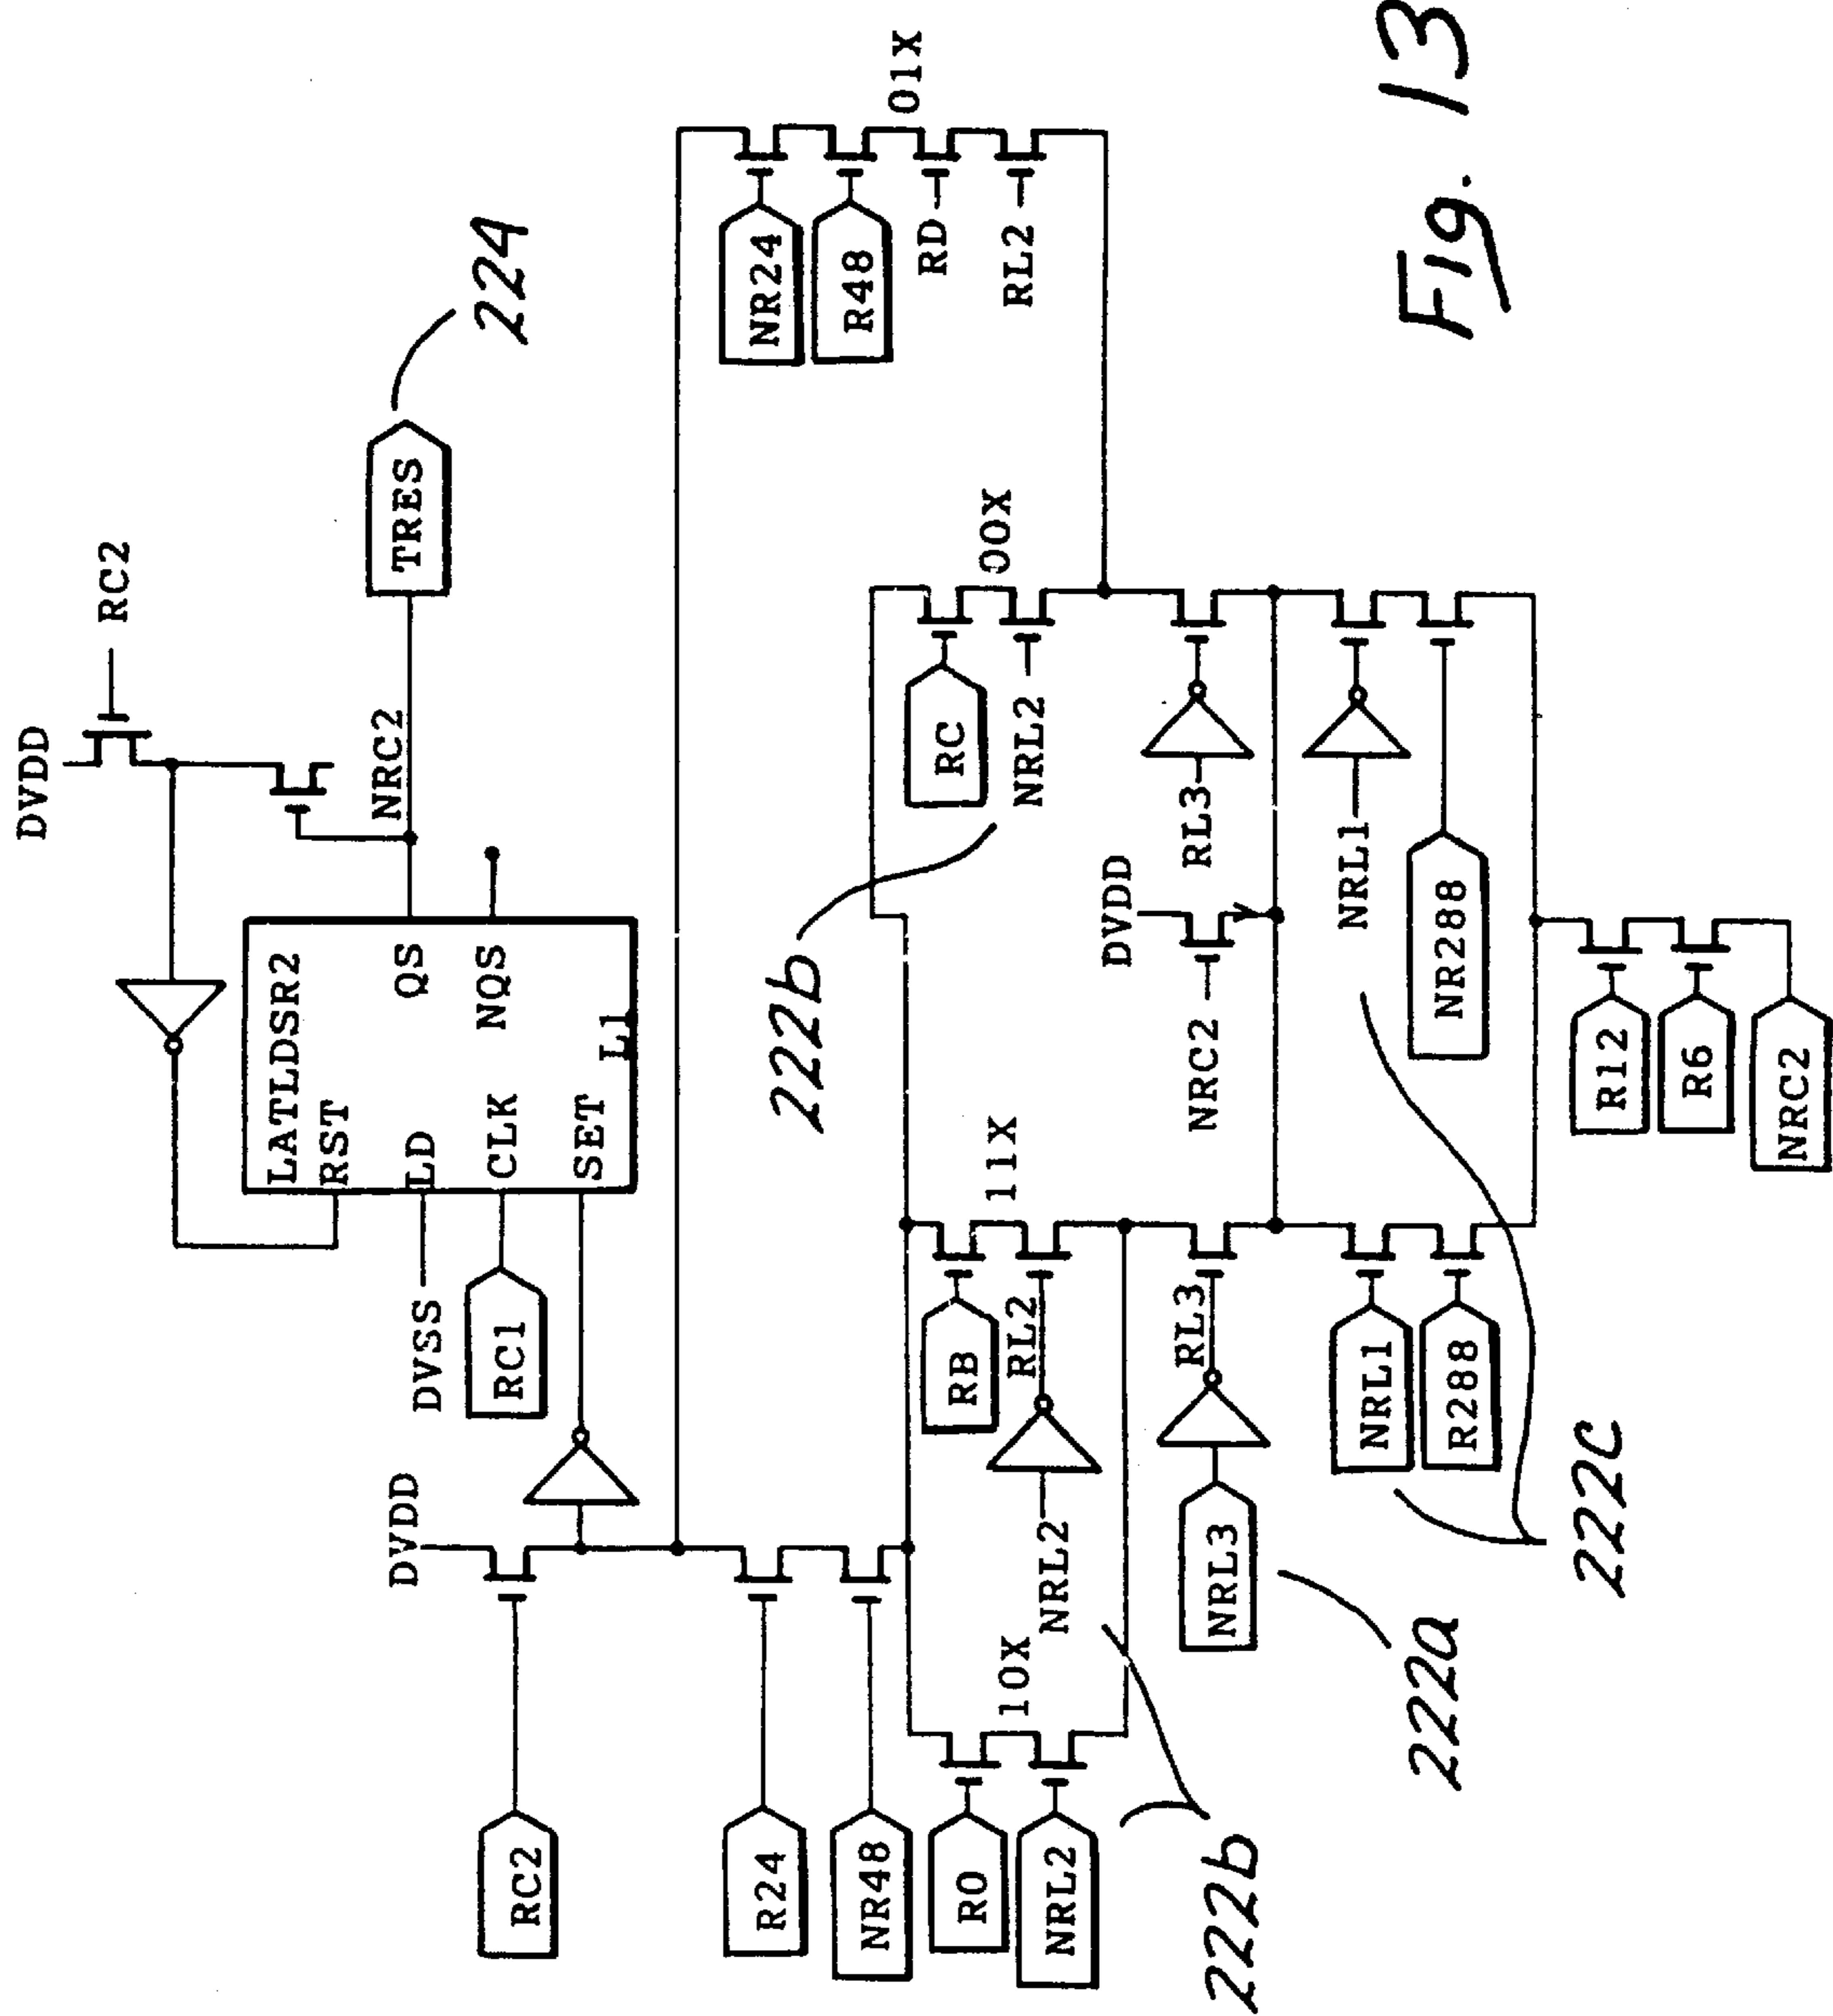 DVDD
RC2
224
TRES
NRC2
LATLDSR2
RST
LD
CLK
SET
QS
NQS
L1
DVSS
RC1
DVDD
RC2
R24
NR48
R0
NRL2
10X
NRL2
RB
11X
RL2
NRL3
RL3
NRL1
R288
222b
222a
222c
222b
RC
00X
NRL2
DVDD
NRC2
RL3
NRL1
NR288
R12
R6
NRC2
NR24
R48
RD
RL2
01X
Fig. 13